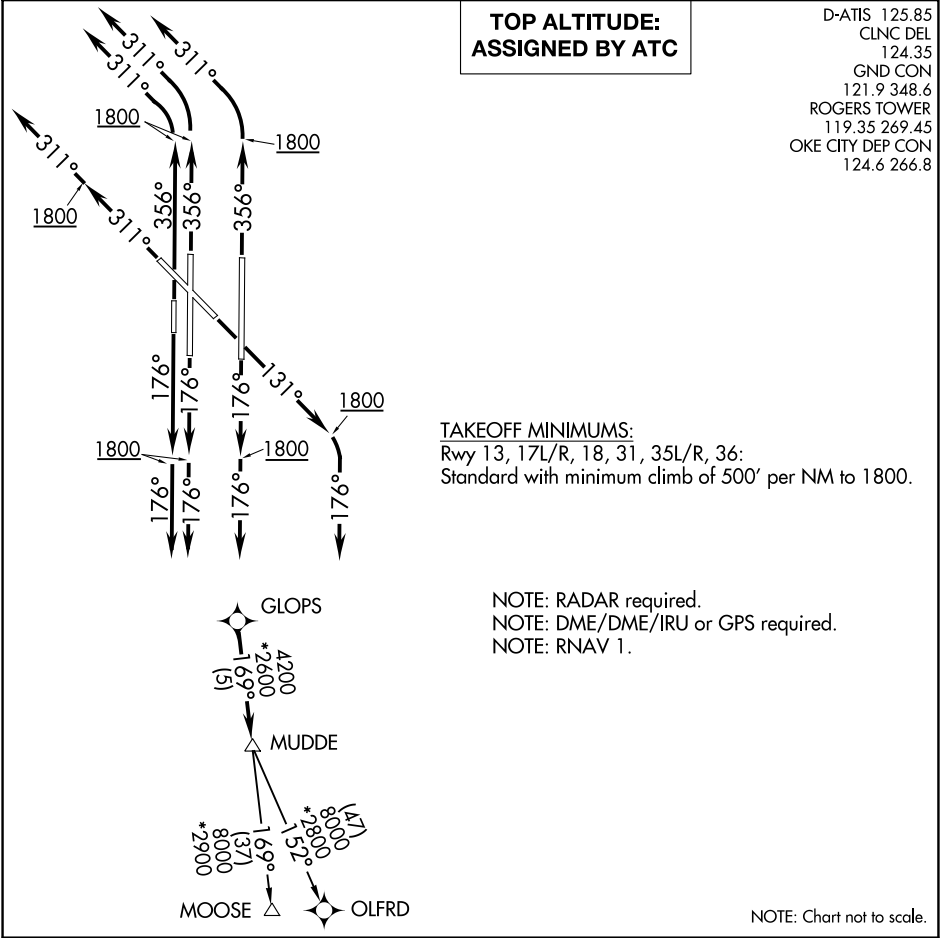 TOP ALTITUDE:
ASSIGNED BY ATC
D-ATIS 125.85
CLNC DEL
124.35
GND CON
121.9 348.6
ROGERS TOWER
119.35 269.45
OKE CITY DEP CON
124.6 266.8
311°
311°
311°
1800
1800
311°
1800
311°
356°
356°
356°
176°
176°
176°
131°
1800
1800
1800
176°
176°
176°
176°
TAKEOFF MINIMUMS:
Rwy 13, 17L/R, 18, 31, 35L/R, 36:
Standard with minimum climb of 500' per NM to 1800.
NOTE: RADAR required.
NOTE: DME/DME/IRU or GPS required.
NOTE: RNAV 1.
GLOPS
4200
*2600
169°
(5)
MUDDE
(47)
8000
*2800
152°
169°
(37)
8000
*2900
MOOSE
OLFRD
NOTE: Chart not to scale.